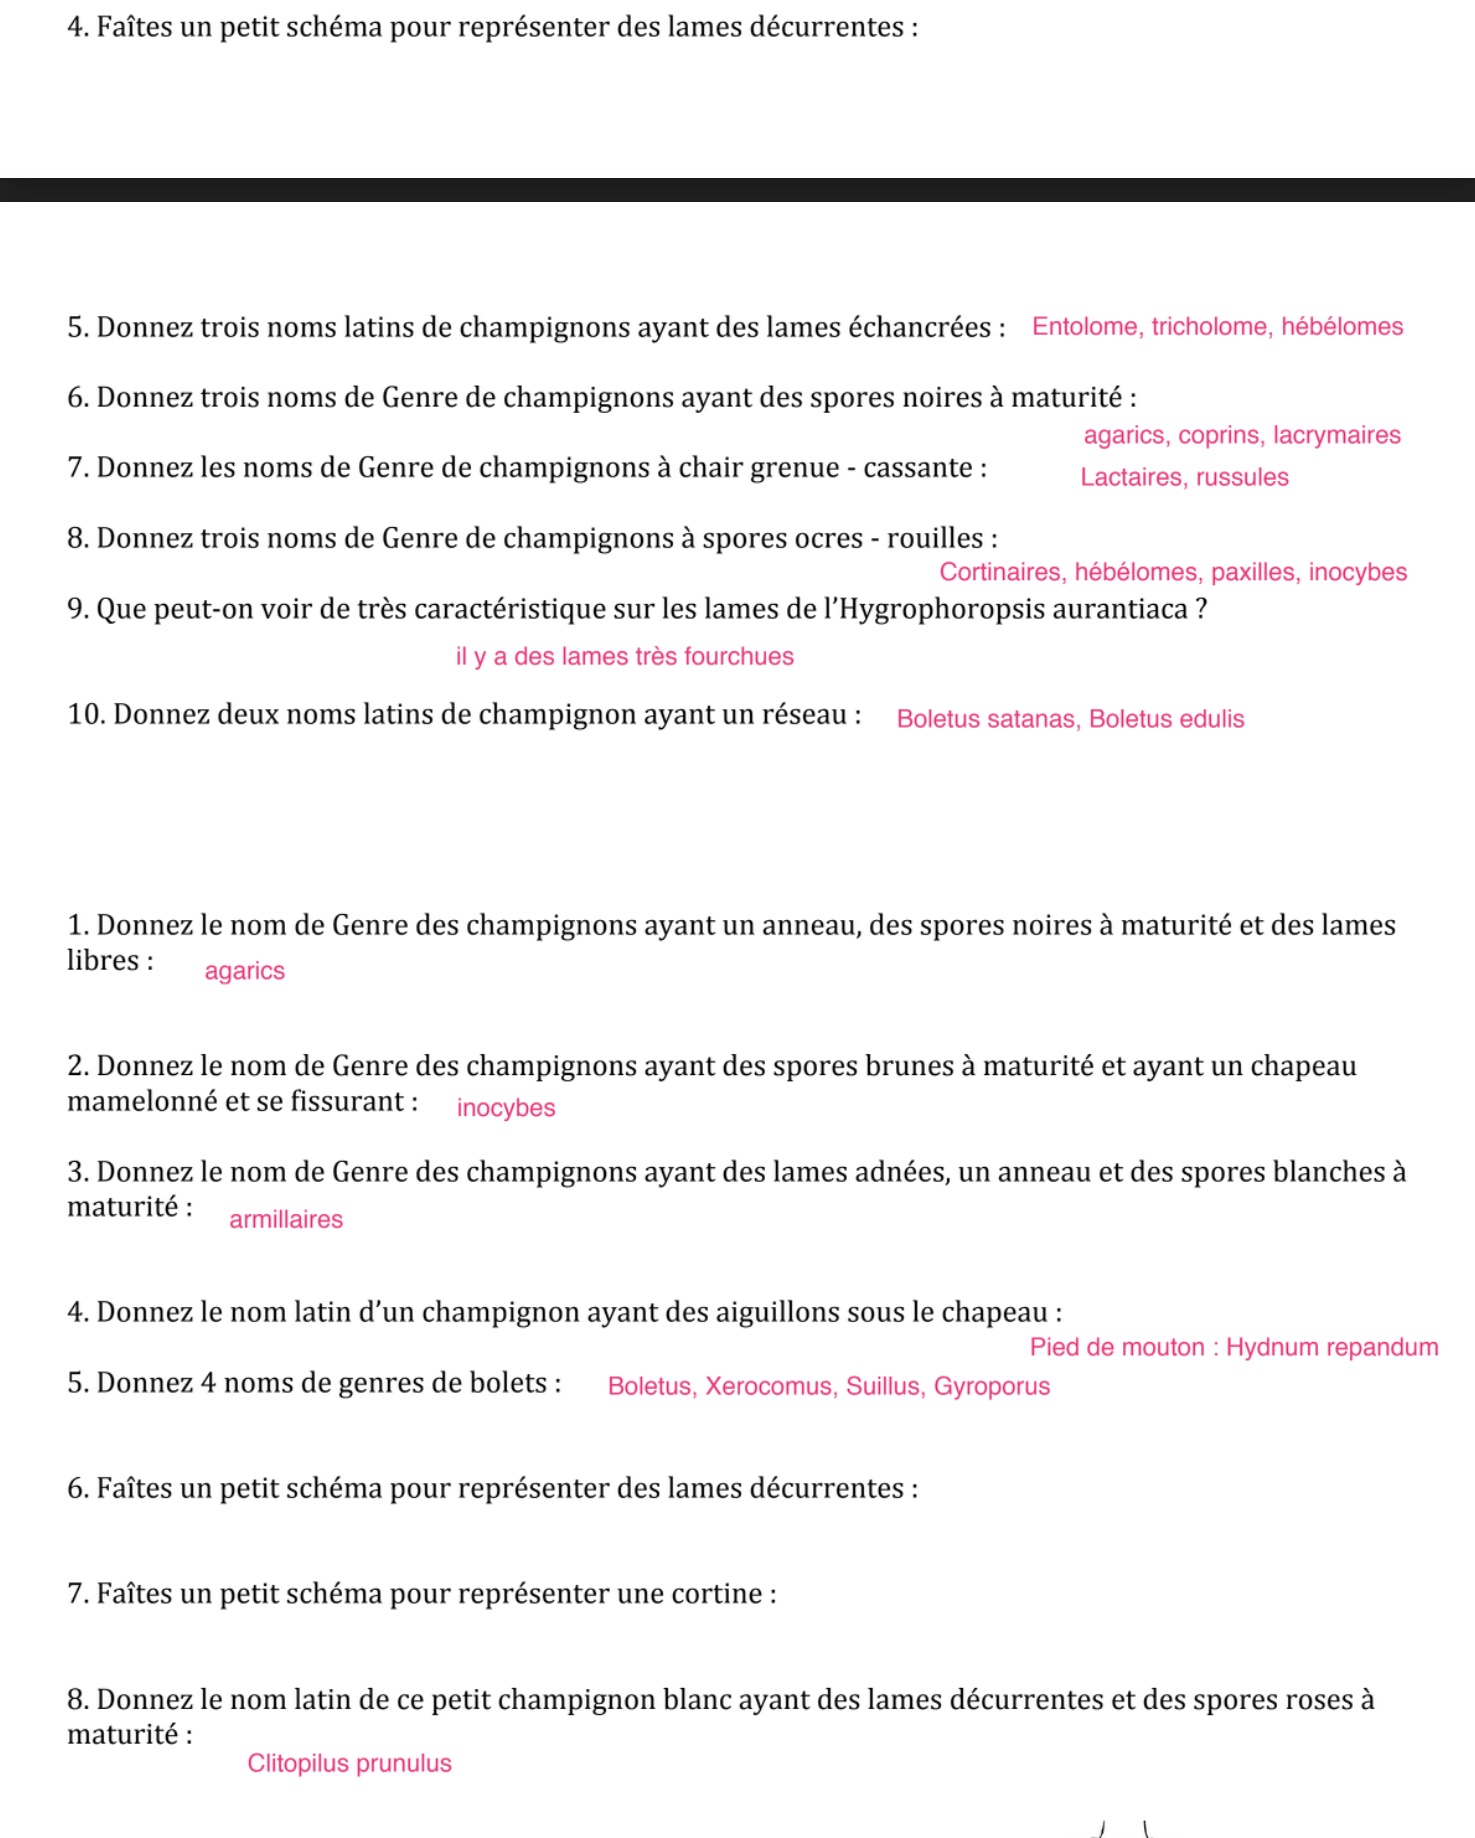 4. Faîtes un petit schéma pour représenter des lames décurrentes :
5. Donnez trois noms latins de champignons ayant des lames échancrées : Entolome, tricholome, hébélomes
6. Donnez trois noms de Genre de champignons ayant des spores noires à maturité :
agarics, coprins, lacrymaires
7. Donnez les noms de Genre de champignons à chair grenue - cassante : Lactaires, russules
8. Donnez trois noms de Genre de champignons à spores ocres - rouilles :
Cortinaires, hébélomes, paxilles, inocybes
9. Que peut-on voir de très caractéristique sur les lames de l’Hygrophoropsis aurantiaca ?
il y a des lames très fourchues
10. Donnez deux noms latins de champignon ayant un réseau : Boletus satanas, Boletus edulis
1. Donnez le nom de Genre des champignons ayant un anneau, des spores noires à maturité et des lames
libres : agarics
2. Donnez le nom de Genre des champignons ayant des spores brunes à maturité et ayant un chapeau
mamelonné et se fissurant : inocybes
3. Donnez le nom de Genre des champignons ayant des lames adnées, un anneau et des spores blanches à
maturité : armillaires
4. Donnez le nom latin d’un champignon ayant des aiguillons sous le chapeau :
Pied de mouton : Hydnum repandum
5. Donnez 4 noms de genres de bolets : Boletus, Xerocomus, Suillus, Gyroporus
6. Faîtes un petit schéma pour représenter des lames décurrentes :
7. Faîtes un petit schéma pour représenter une cortine :
8. Donnez le nom latin de ce petit champignon blanc ayant des lames décurrentes et des spores roses à
maturité :
Clitopilus prunulus